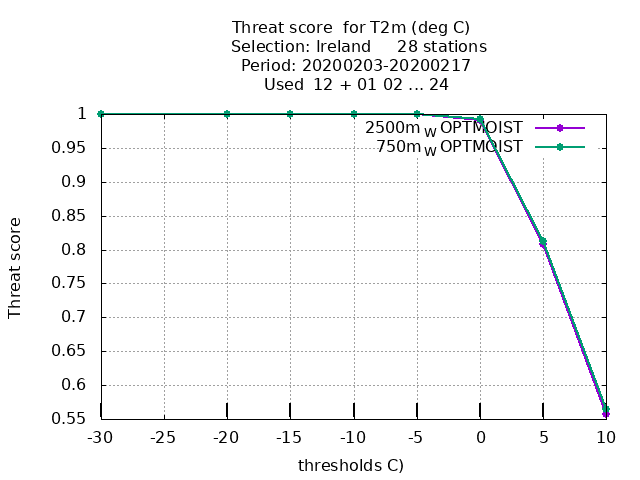 Threat score for T2m (deg C)
Selection: Ireland 28 stations
Period: 20200203-20200217
Used 12 + 01 02 ... 24
2500m_W OPTMOIST
750m_W OPTMOIST
Threat score
1
0.95
0.9
0.85
0.8
0.75
0.7
0.65
0.6
0.55
-30 -25 -20 -15 -10 -5 0 5 10
thresholds C)